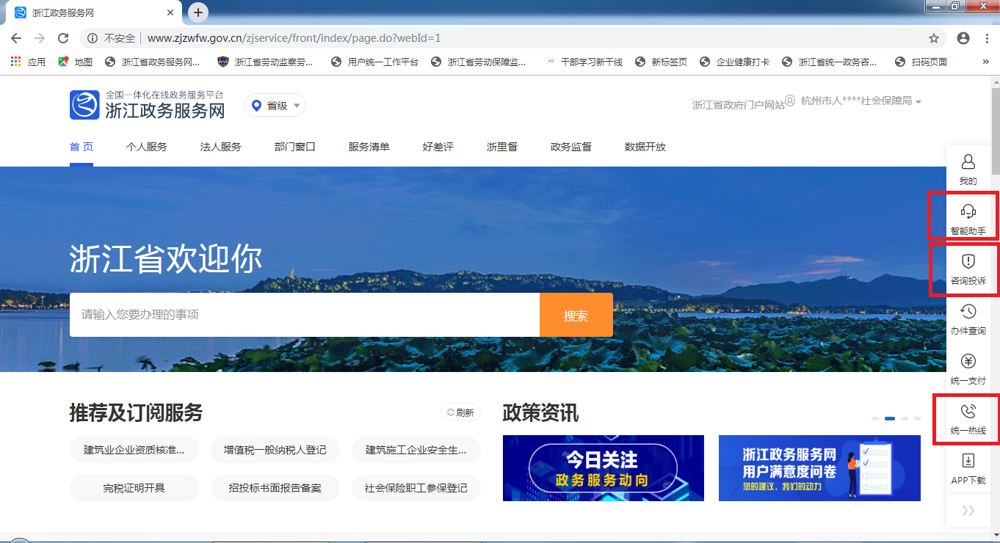 浙江政务服务网
不安全 www.zjzwfw.gov.cn/zjservice/front/index/page.do?webId=1
应用 地图 浙江省政务服务网... 浙江省劳动监察劳... 用户统一工作平台 浙江省劳动保障监... 干部学习新干线 新标签页 企业健康打卡 浙江省统一政务咨... 扫码页面 »
全国一体化在线政务服务平台
浙江政务服务网
省级
浙江省政府门户网站 杭州市人****社会保障局
首页 个人服务 法人服务 部门窗口 服务清单 好差评 浙里督 政务监督 数据开放
浙江省欢迎你
请输入您要办理的事项 搜索
我的
智能助手
咨询投诉
办件查询
统一支付
统一热线
APP下载
推荐及订阅服务 刷新
建筑业企业资质核准... 增值税一般纳税人登记 建筑施工企业安全生...
完税证明开具 招投标书面报告备案 社会保险职工参保登记
政策资讯
今日关注
政务服务动向
浙江政务服务网
用户满意度问卷
您的建议，我们的动力